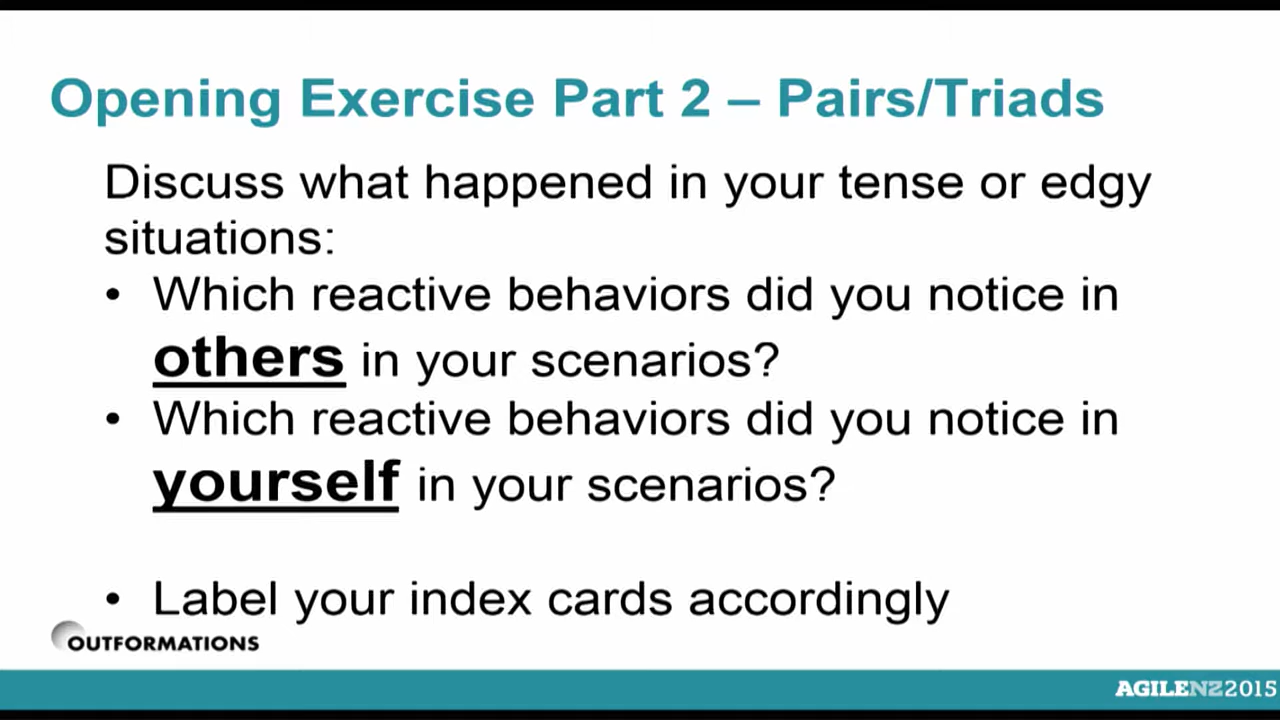 Opening Exercise Part 2 – Pairs/Triads
Discuss what happened in your tense or edgy
situations:
• Which reactive behaviors did you notice in
others in your scenarios?
• Which reactive behaviors did you notice in
yourself in your scenarios?
• Label your index cards accordingly
OUTFORMATIONS
AGILENZ2015